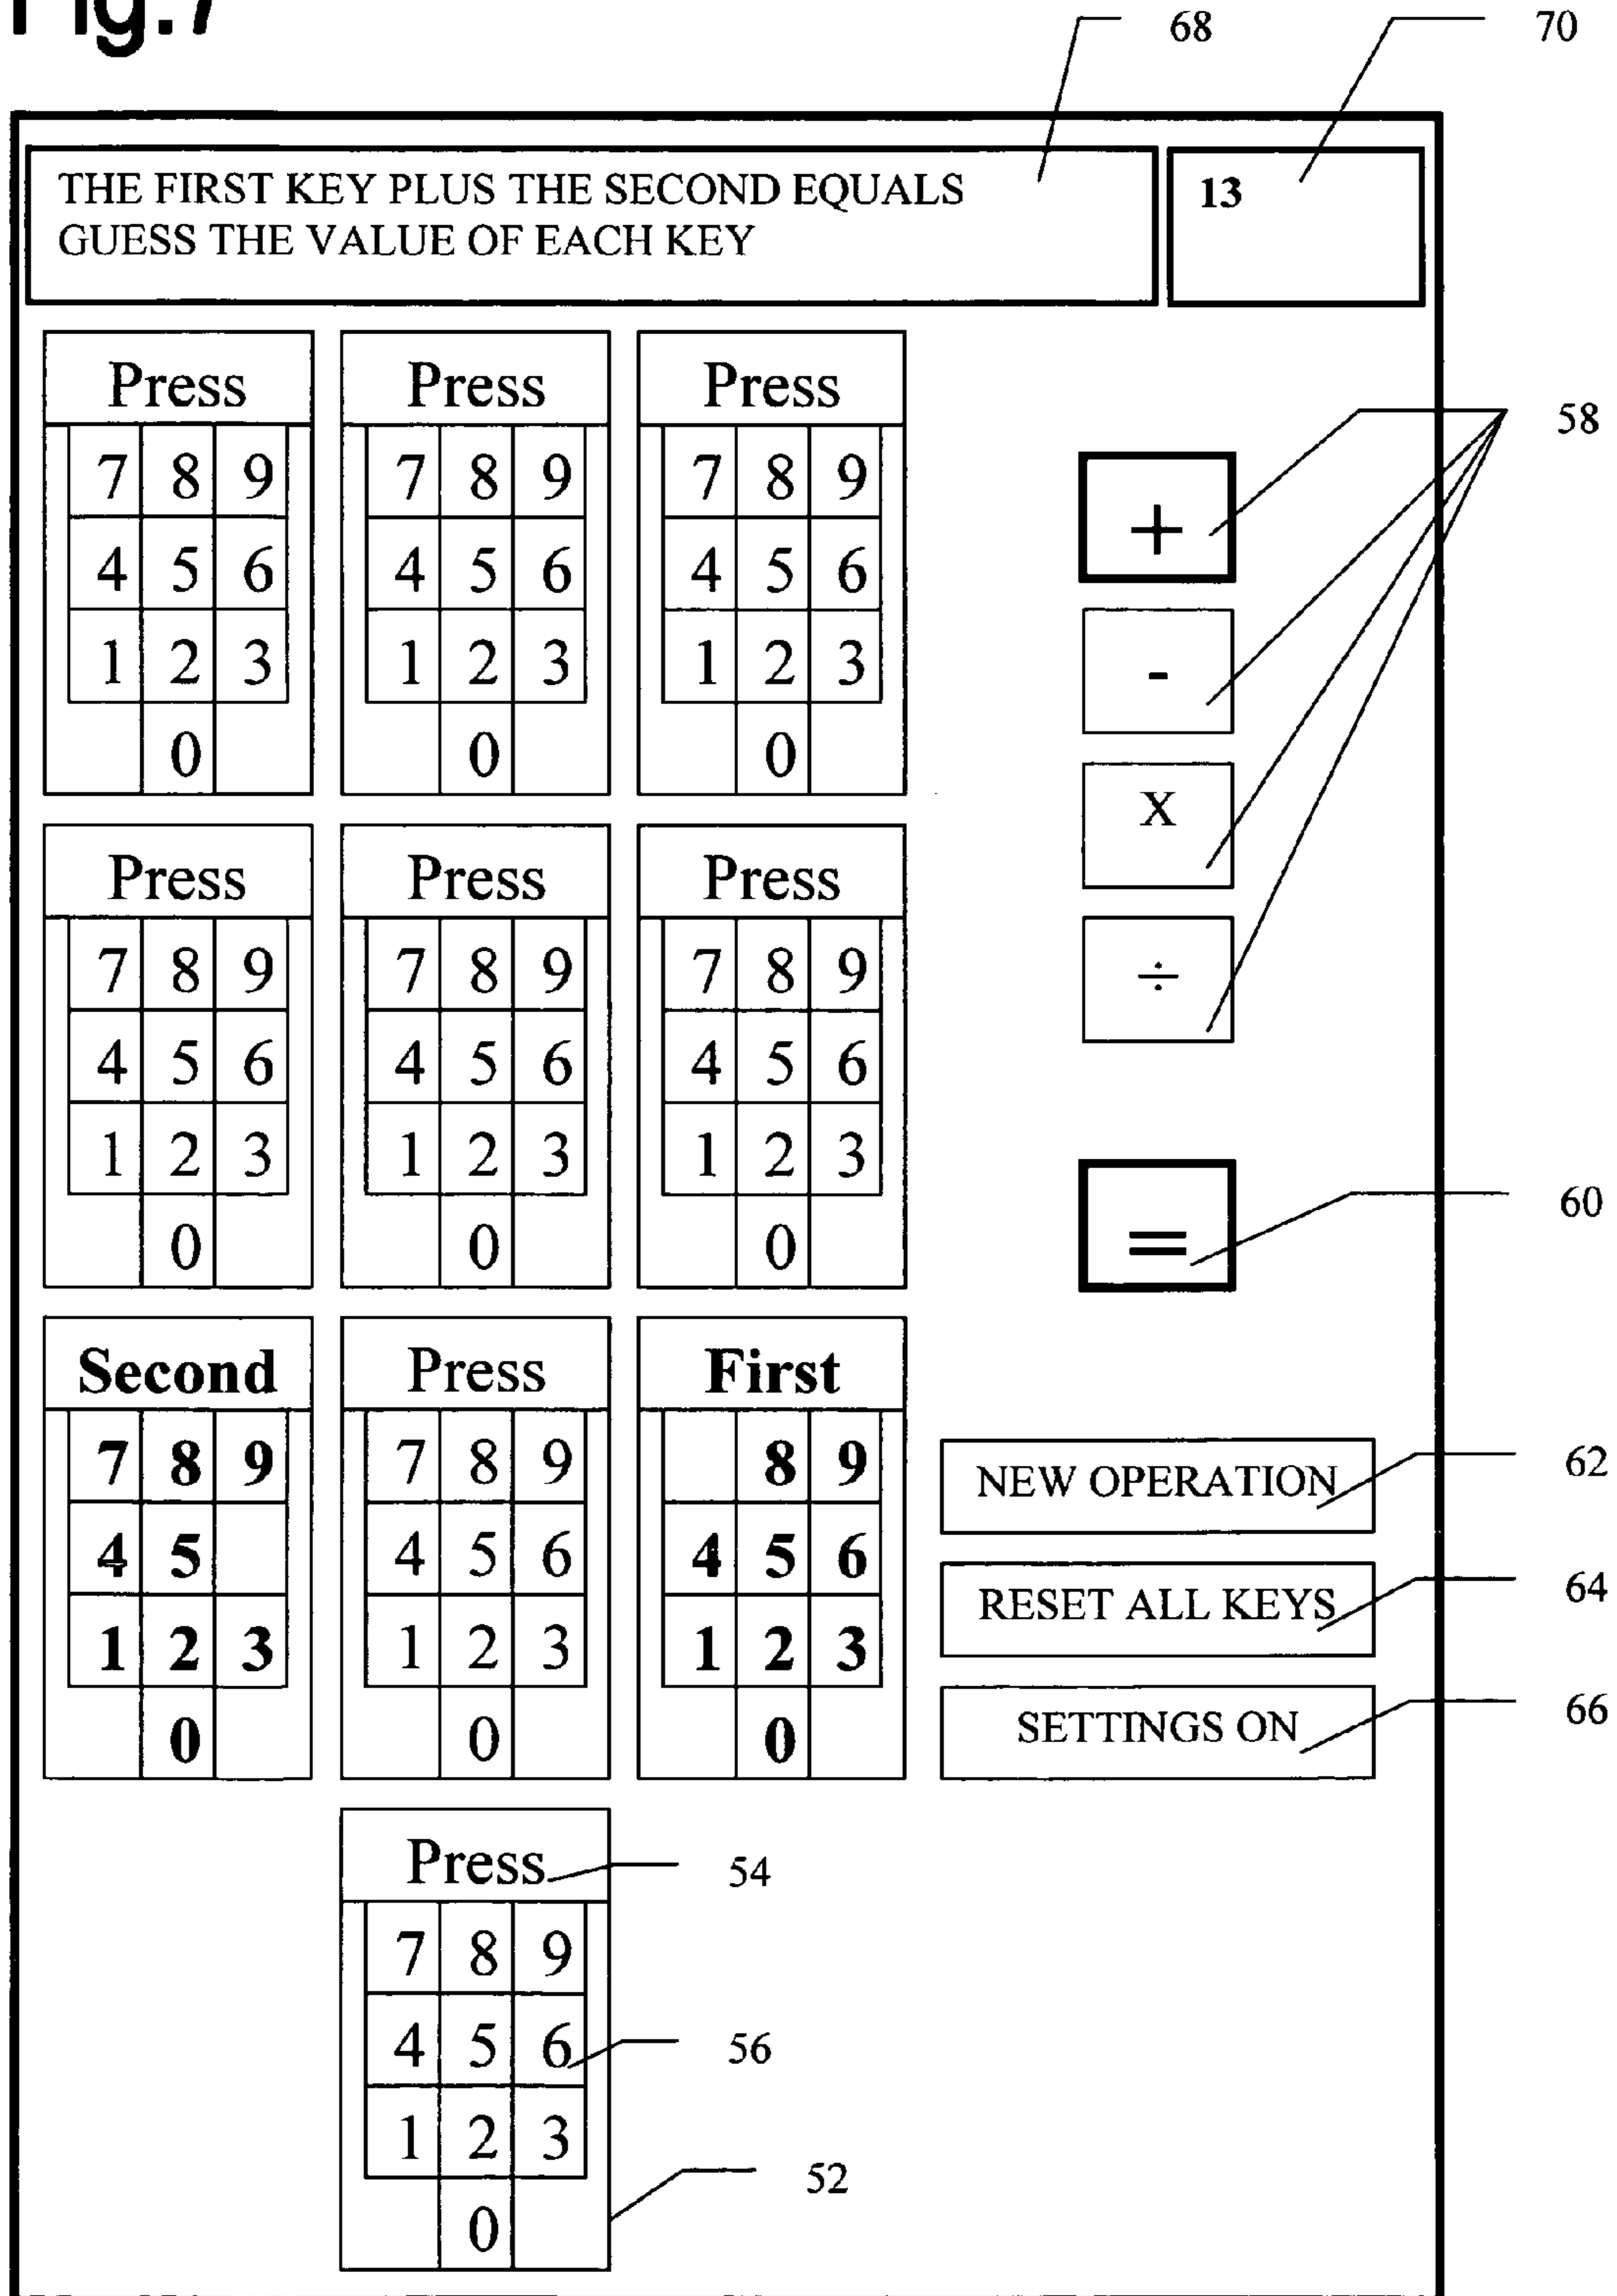 Fig.7
68 70
THE FIRST KEY PLUS THE SECOND EQUALS
GUESS THE VALUE OF EACH KEY
13
Press Press Press
7 8 9 7 8 9 7 8 9
4 5 6 4 5 6 4 5 6
1 2 3 1 2 3 1 2 3
0 0 0
+
58
-
X
÷
Press Press Press
7 8 9 7 8 9 7 8 9
4 5 6 4 5 6 4 5 6
1 2 3 1 2 3 1 2 3
0 0 0
=
60
Second Press First
7 8 9 7 8 9 8 9
4 5 4 5 6 4 5 6
1 2 3 1 2 3 1 2 3
0 0 0
NEW OPERATION 62
RESET ALL KEYS 64
SETTINGS ON 66
Press 54
7 8 9
4 5 6 56
1 2 3
0
52